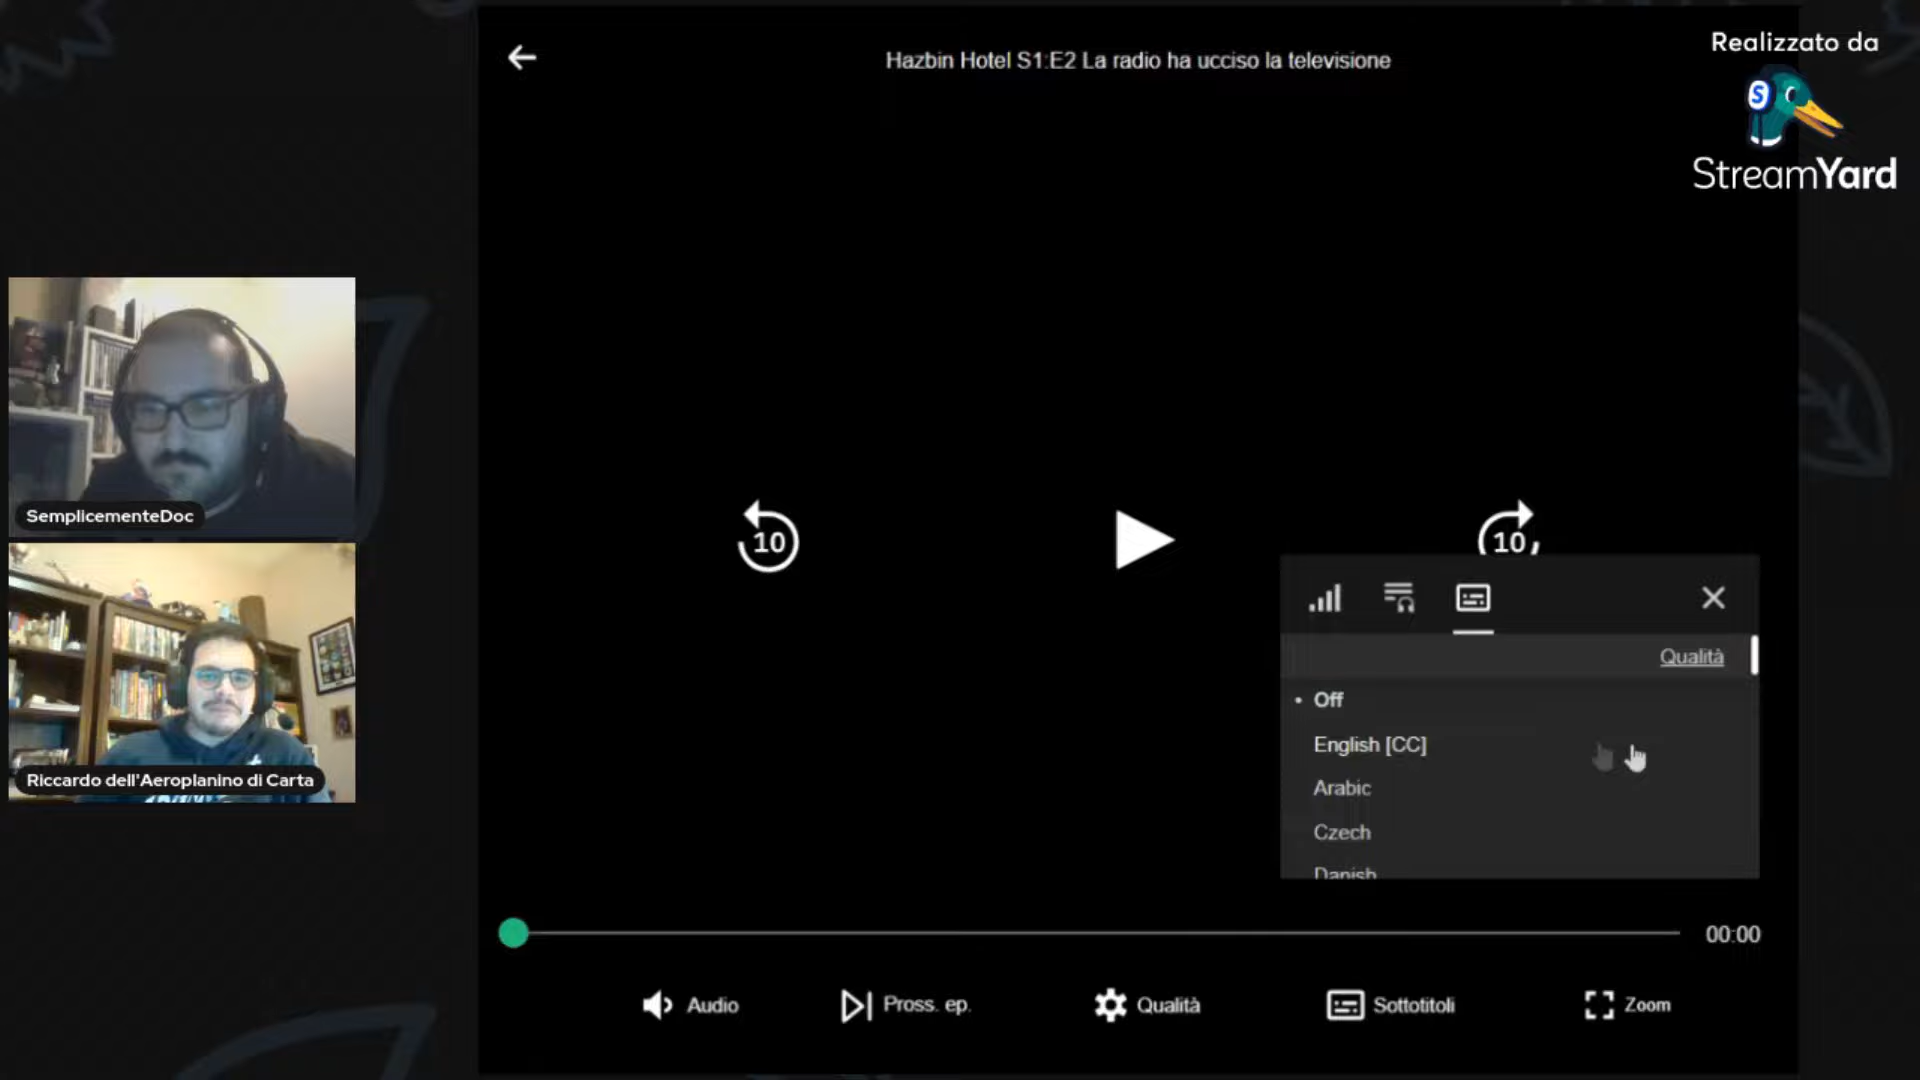 Hazbin Hotel S1:E2 La radio ha ucciso la televisione
Realizzato da
S
StreamYard
SemplicementeDoc
Riccardo dell'Aeroplanino di Carta
10
10
Qualità
• Off
English [CC]
Arabic
Czech
Danish
00:00
Audio
Pross. ep.
Qualità
Sottotitoli
Zoom